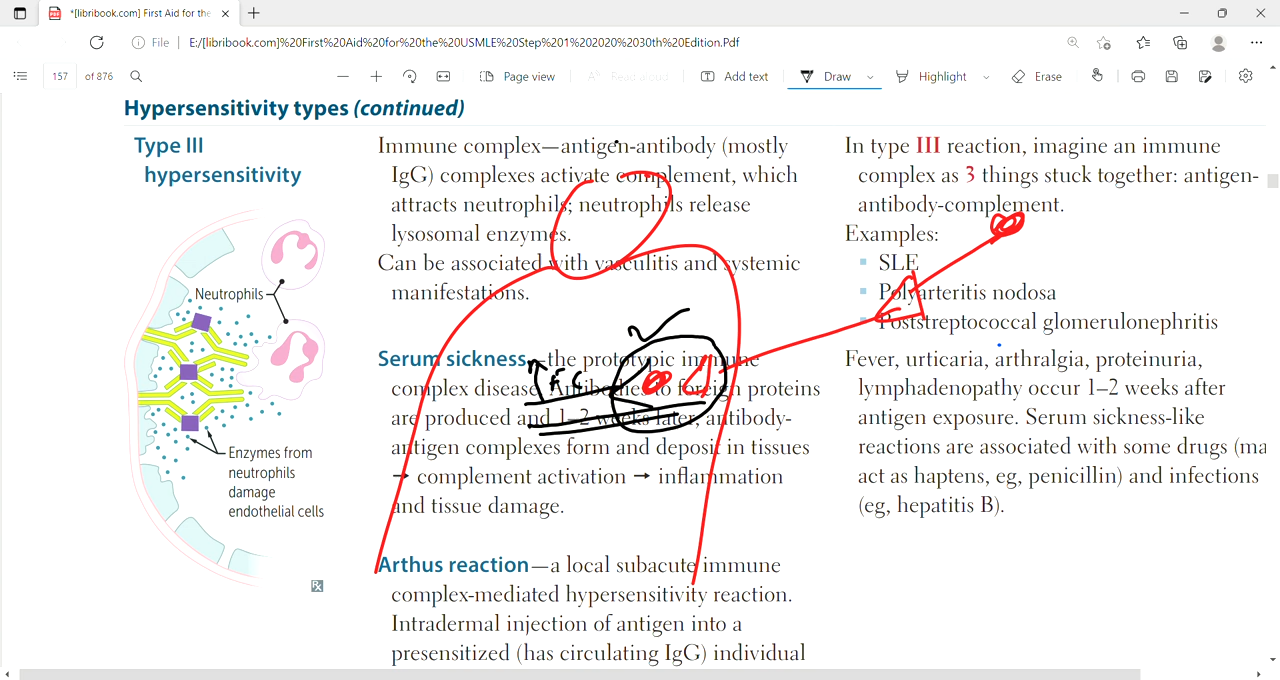 *[libribook.com] First Aid for the
File
E:/[libribook.com]%20First%20Aid%20for%20the%20USMLE%20Step%201%202020%2030th%20Edition.Pdf
157 of 876
Page view
Read aloud
Add text
Draw
Highlight
Erase
Hypersensitivity types (continued)
Type III
hypersensitivity
Neutrophils
Enzymes from
neutrophils
damage
endothelial cells
Immune complex—antigen-antibody (mostly
IgG) complexes activate complement, which
attracts neutrophils; neutrophils release
lysosomal enzymes.
Can be associated with vasculitis and systemic
manifestations.
Serum sickness—the prototypic immune
complex disease. Antibodies to foreign proteins
are produced and 1–2 weeks later, antibody-
antigen complexes form and deposit in tissues
→ complement activation → inflammation
and tissue damage.
Arthus reaction—a local subacute immune
complex-mediated hypersensitivity reaction.
Intradermal injection of antigen into a
presensitized (has circulating IgG) individual
In type III reaction, imagine an immune
complex as 3 things stuck together: antigen-
antibody-complement.
Examples:
SLE
Polyarteritis nodosa
Poststreptococcal glomerulonephritis
Fever, urticaria, arthralgia, proteinuria,
lymphadenopathy occur 1–2 weeks after
antigen exposure. Serum sickness-like
reactions are associated with some drugs (ma
act as haptens, eg, penicillin) and infections
(eg, hepatitis B).